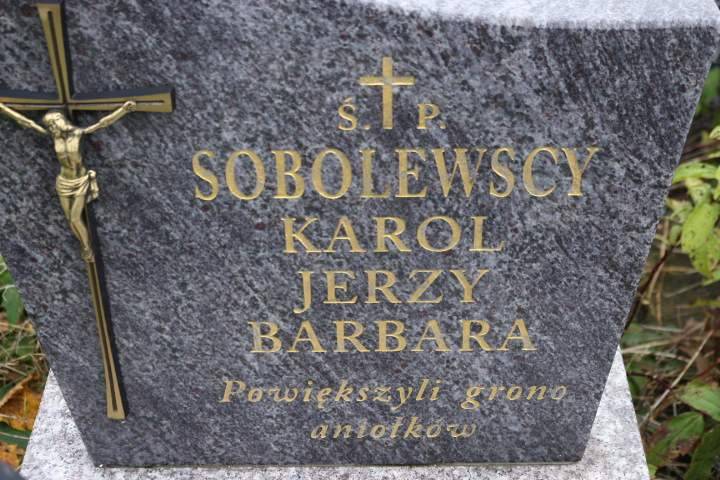 Ś. P.
SOBOLEWSCY
KAROL
JERZY
BARBARA
Powiększyli grono
aniołków